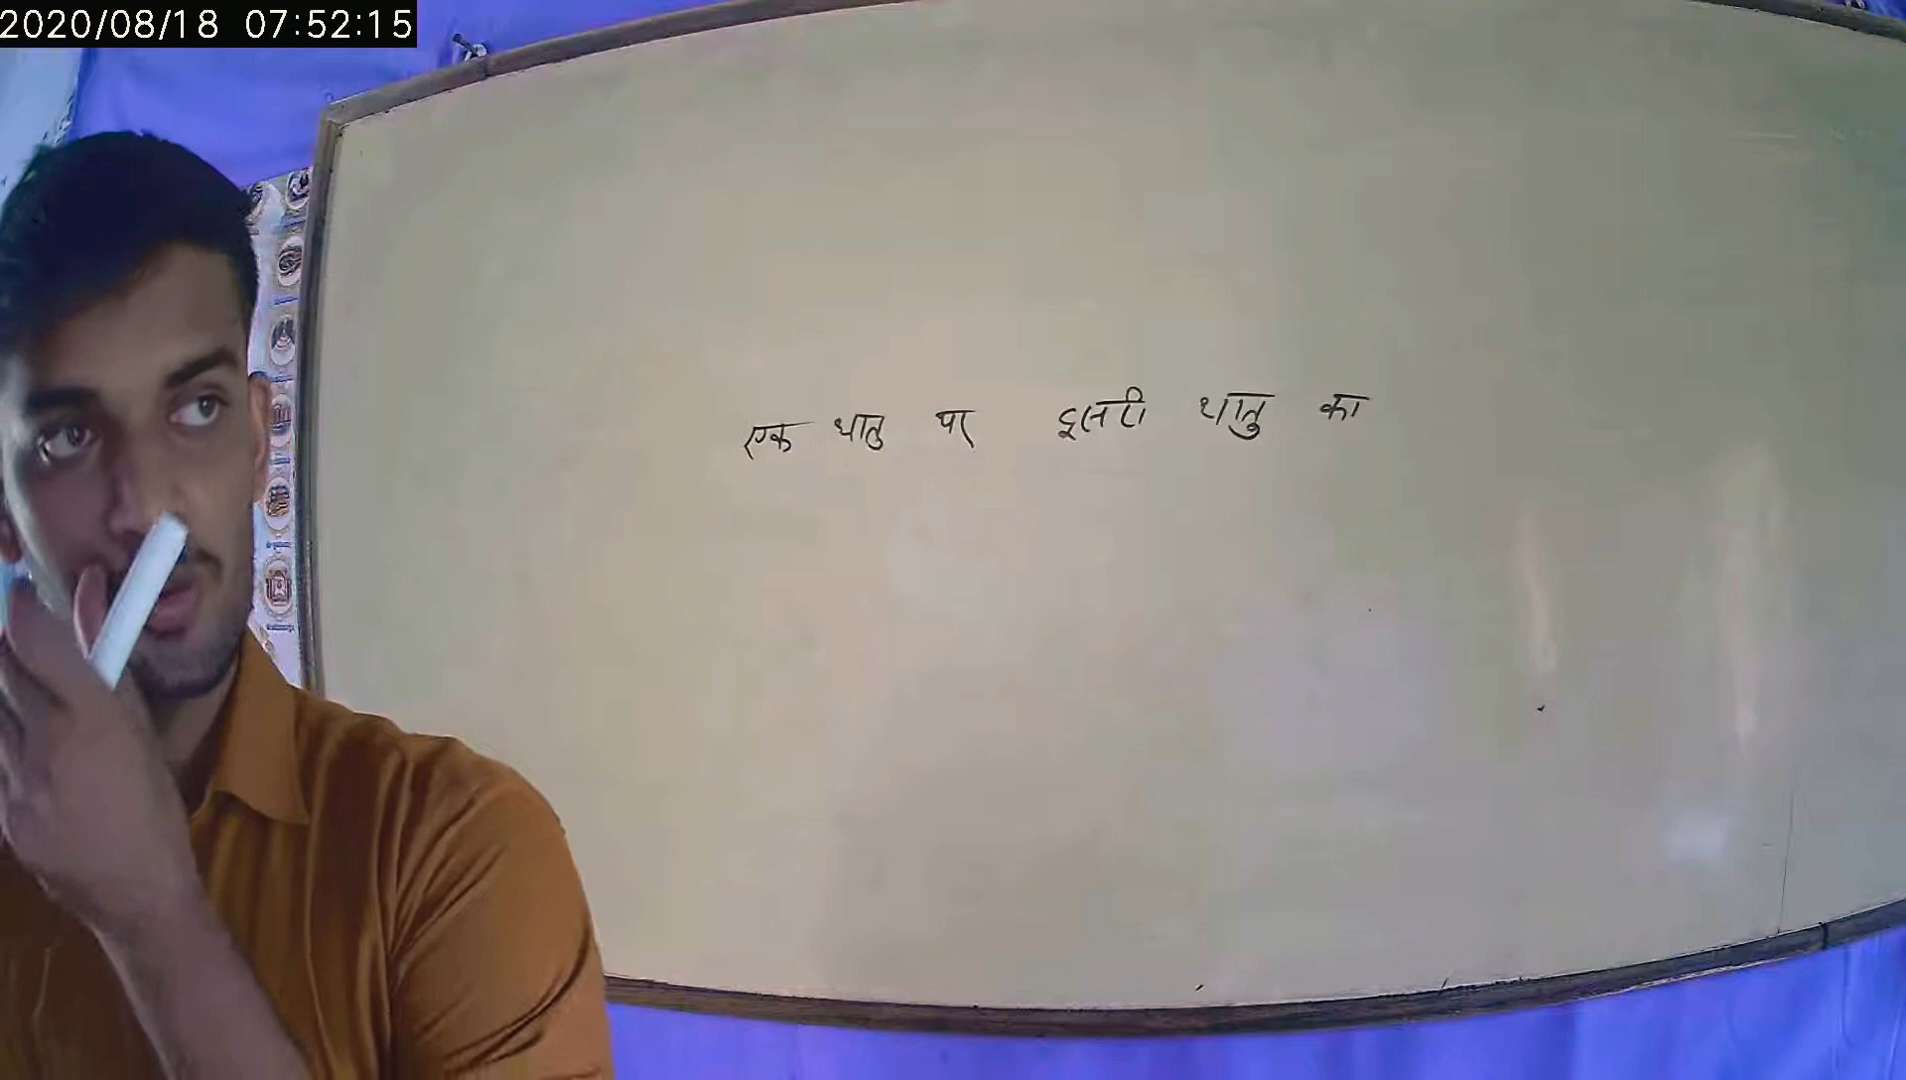 2020/08/18 07:52:15
एक धातु पर दूसरी धातु का